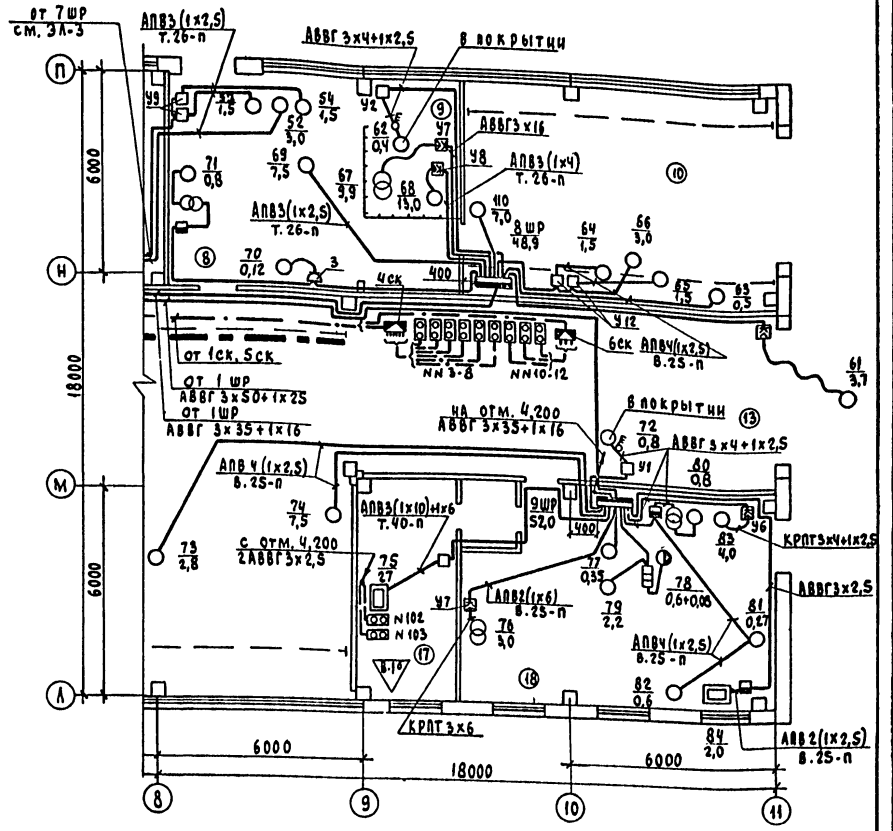 от 7шр
см. эл-3
АПВ3 (1х2,5)
т. 26-п
АВВГ 3х4+1х2,5
в покрытии
П
У9
53
1,5
52
3,0
54
1,5
У2
Е
62
0,4
9
У7
АВВГ3х16
У8
АПВ3(1х4)
т. 26-п
10
6000
71
0,8
69
7,5
67
9,9
68
13,0
АПВ3(1х2,5)
т. 26-п
110
7,0
8шр
48,9
64
1,5
66
3,0
8
70
0,12
3
Н
400
4ск
65
1,5
63
0,5
У12
6ск
АПВ4(1х2,5)
в. 25-п
от 1ск, 5ск
NN 3-8
NN10-12
61
3,7
18000
от 1 шр
АВВГ 3х50+1х25
от 1шр
АВВГ 3х35+1х16
на отм. 4,200
АВВГ 3х35+1х16
в покрытии
13
72
0,8
Е
АВВГ 3х4+1х2,5
У1
80
0,8
М
АПВ4(1х2,5)
в. 25-п
74
7,5
АПВ3(1х10)+1х6
т. 40-п
9шр
52,0
400
83
4,0
У6
КРПТ3х4+1х2,5
73
2,8
с отм. 4,200
2АВВГ3х2,5
75
27
77
0,35
78
0,6+0,05
АВВГ3х2,5
6000
У7
АПВ2(1х6)
в. 25-п
79
2,2
81
0,27
N102
N103
76
3,0
АПВ4(1х2,5)
в. 25-п
17
В-1а
18
82
0,6
Л
КРПТ 3х6
84
2,0
АПВ2(1х2,5)
в. 25-п
6000
6000
18000
8
9
10
11